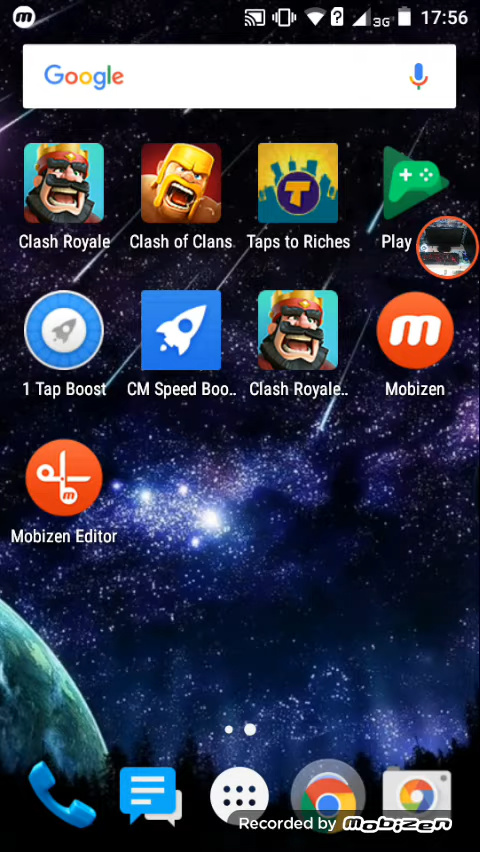 m
? 3G 17:56
Google
Clash Royale Clash of Clans Taps to Riches Play
1 Tap Boost CM Speed Boo.. Clash Royale.. Mobizen
Mobizen Editor
Recorded by Mobizen